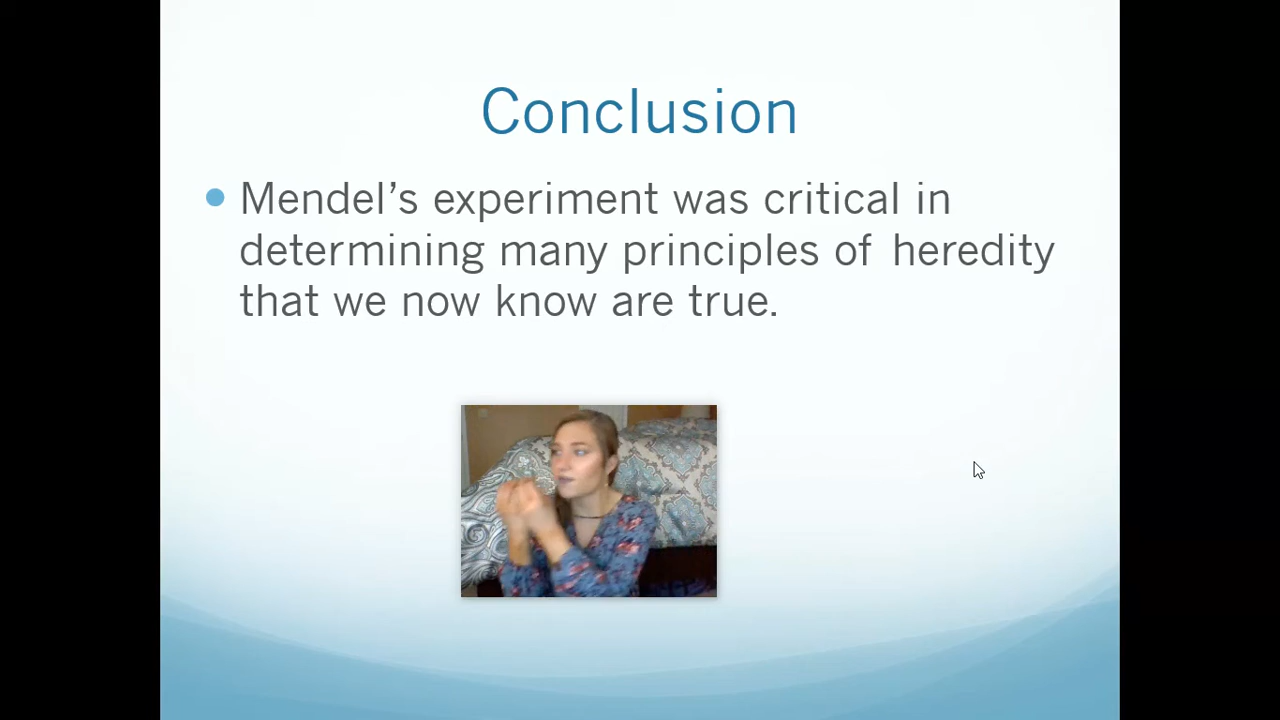 Conclusion
Mendel’s experiment was critical in
determining many principles of heredity
that we now know are true.